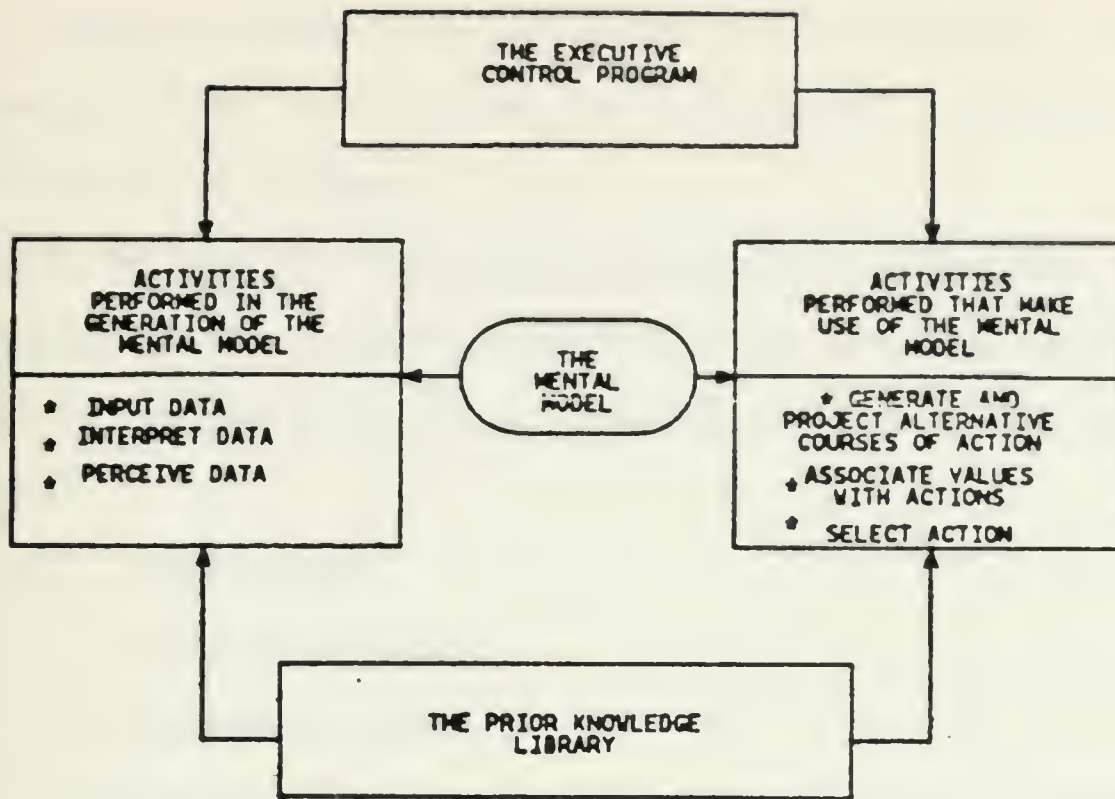 THE EXECUTIVE
CONTROL PROGRAM
ACTIVITIES
PERFORMED IN THE
GENERATION OF THE
MENTAL MODEL
* INPUT DATA
* INTERPRET DATA
* PERCEIVE DATA
THE
MENTAL
MODEL
ACTIVITIES
PERFORMED THAT MAKE
USE OF THE MENTAL
MODEL
* GENERATE AND
PROJECT ALTERNATIVE
COURSES OF ACTION
* ASSOCIATE VALUES
WITH ACTIONS
* SELECT ACTION
THE PRIOR KNOWLEDGE
LIBRARY